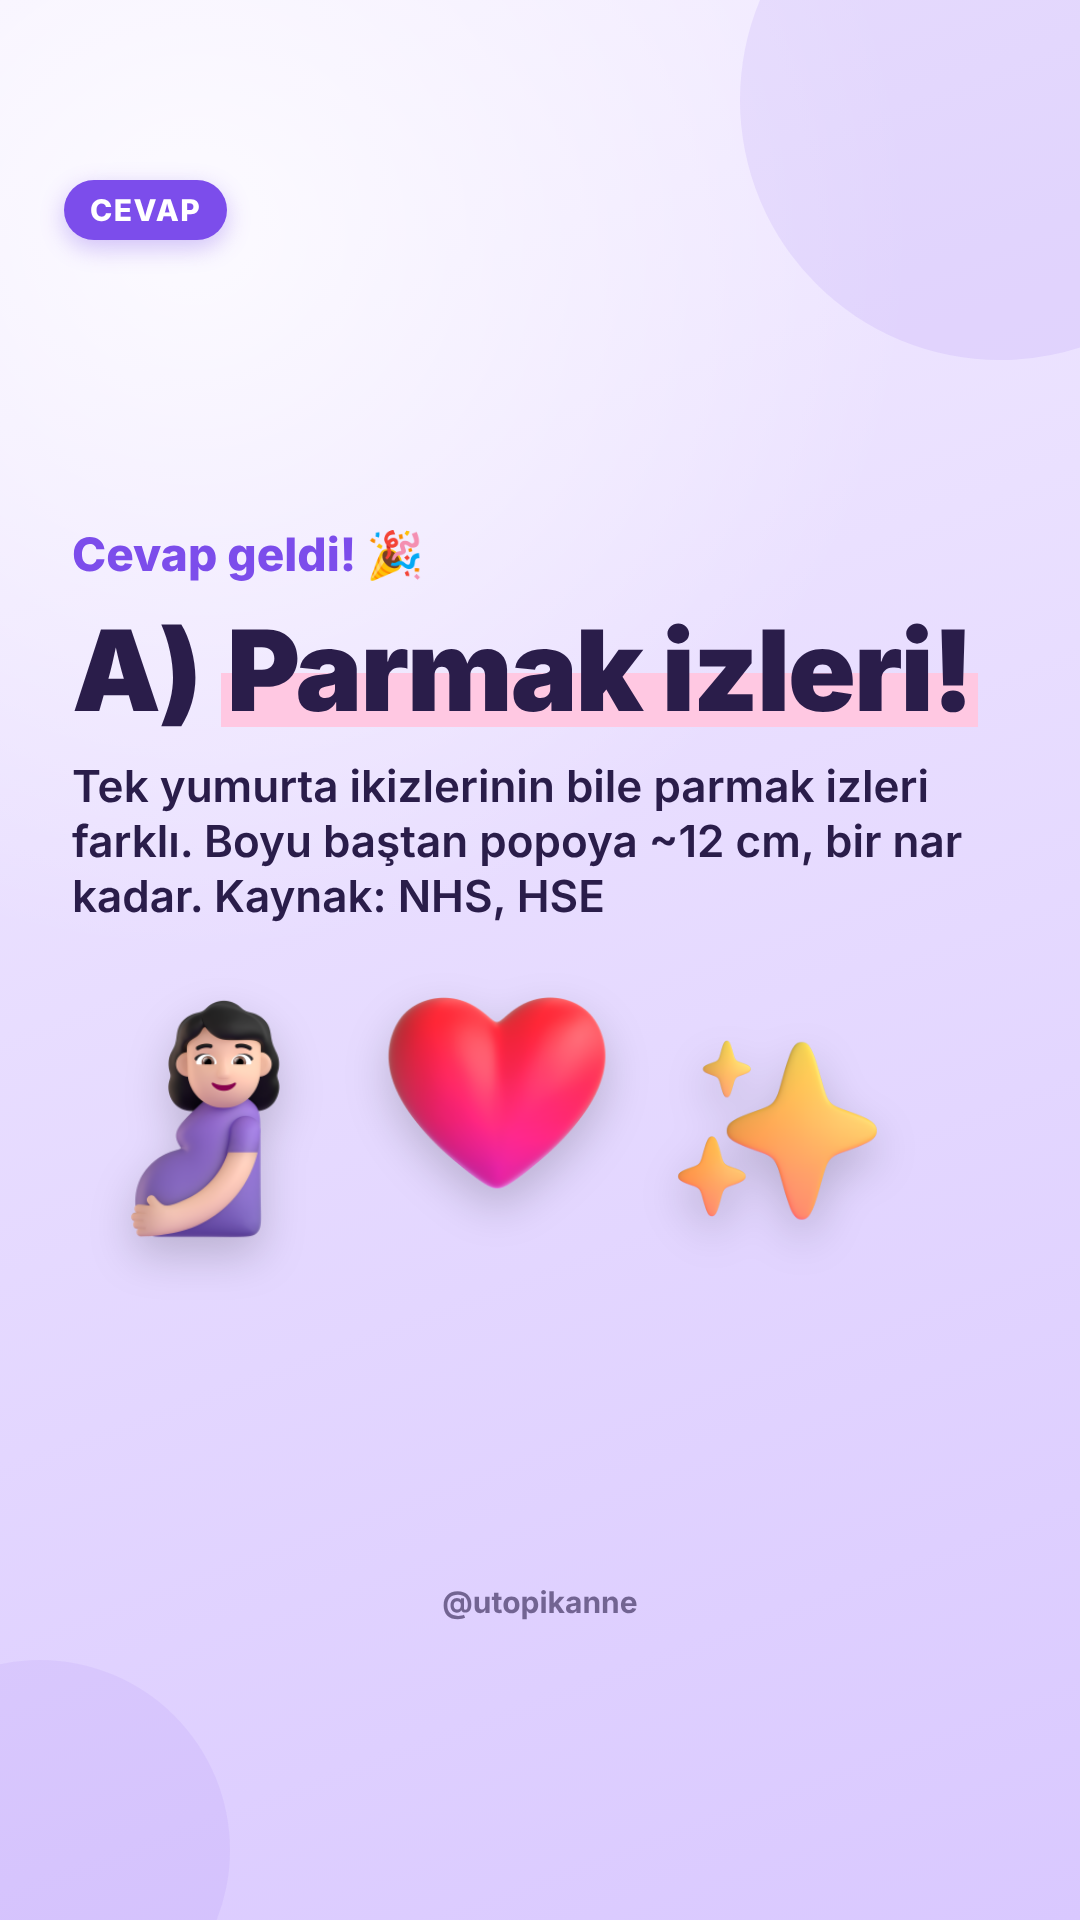 CEVAP
Cevap geldi! 🎉
A) Parmak izleri!
Tek yumurta ikizlerinin bile parmak izleri
farklı. Boyu baştan popoya ~12 cm, bir nar
kadar. Kaynak: NHS, HSE
@utopikanne